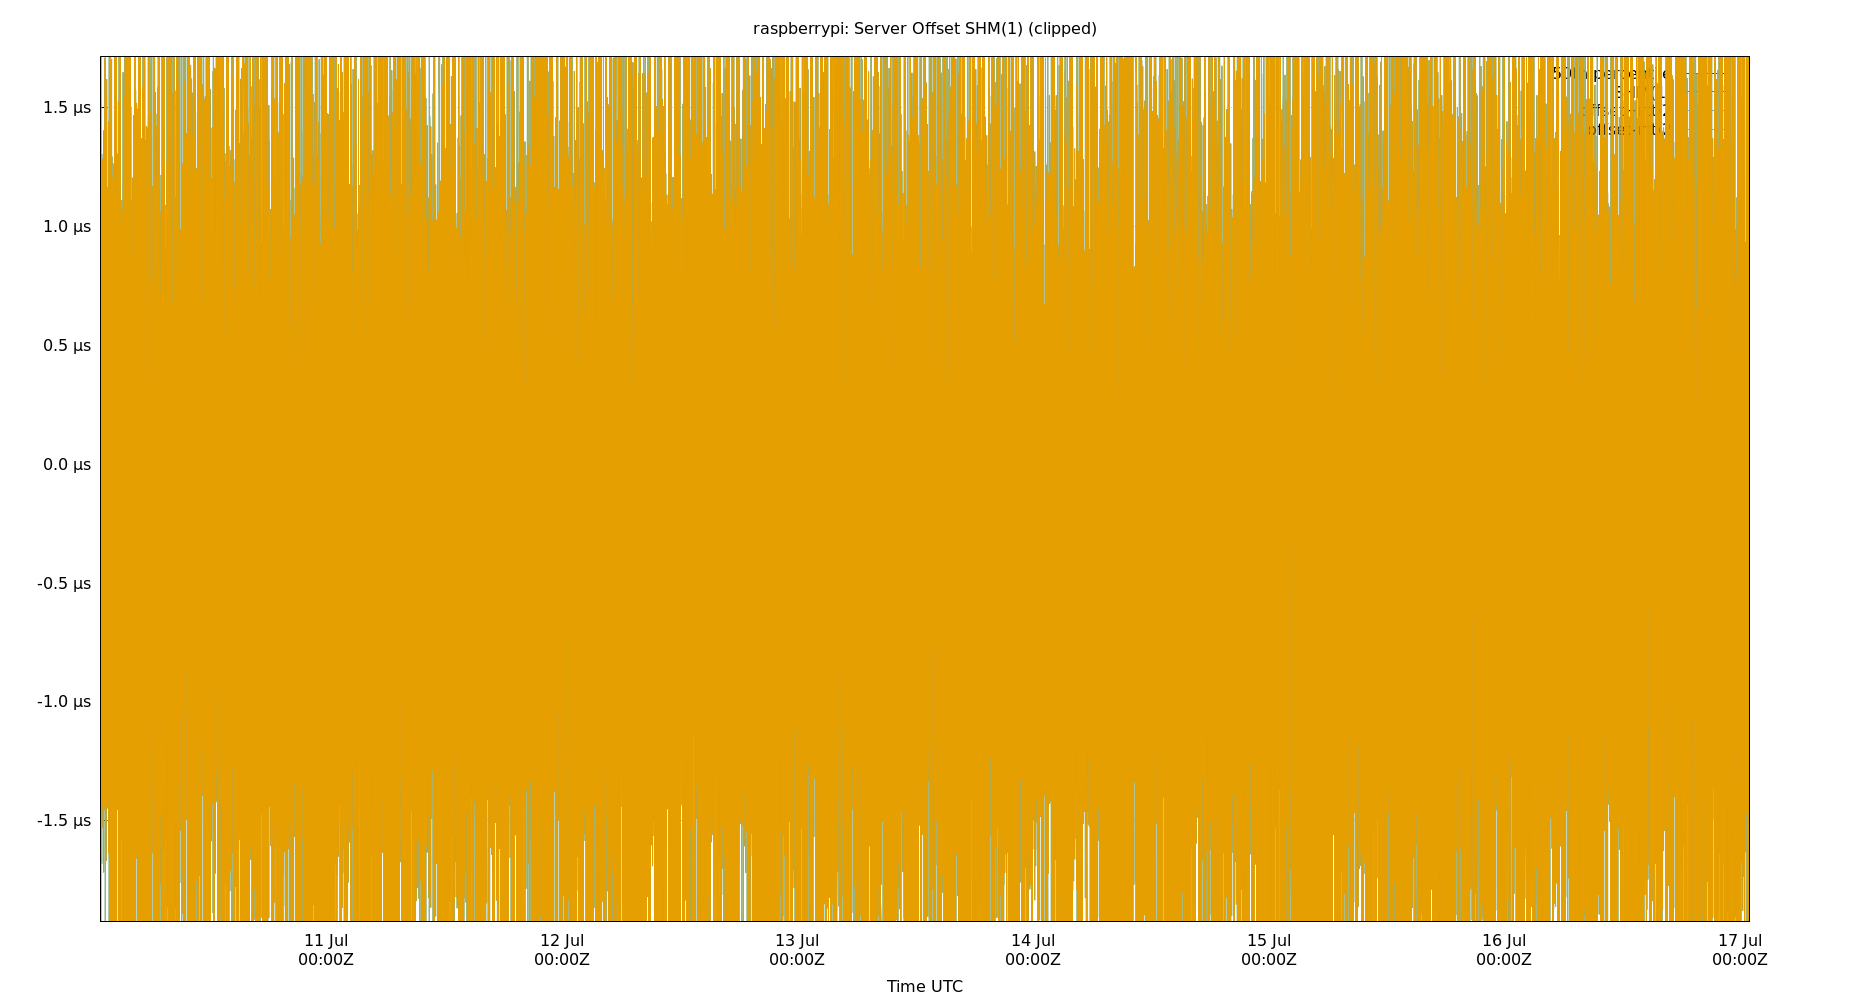 raspberrypi: Server Offset SHM(1) (clipped)
1.5 µs
1.0 µs
0.5 µs
0.0 µs
-0.5 µs
-1.0 µs
-1.5 µs
11 Jul 12 Jul 13 Jul 14 Jul 15 Jul 16 Jul 17 Jul
00:00Z 00:00Z 00:00Z 00:00Z 00:00Z 00:00Z 00:00Z
Time UTC